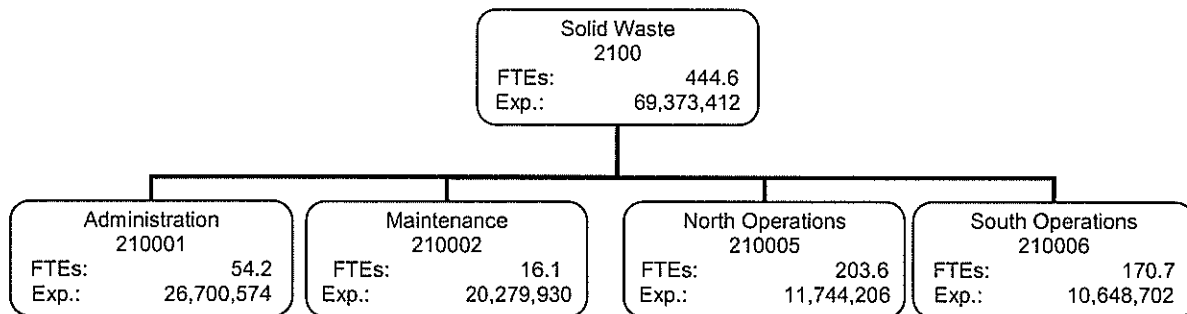 Solid Waste
2100
FTEs: 444.6
Exp.: 69,373,412
Administration
210001
FTEs: 54.2
Exp.: 26,700,574
Maintenance
210002
FTEs: 16.1
Exp.: 20,279,930
North Operations
210005
FTEs: 203.6
Exp.: 11,744,206
South Operations
210006
FTEs: 170.7
Exp.: 10,648,702